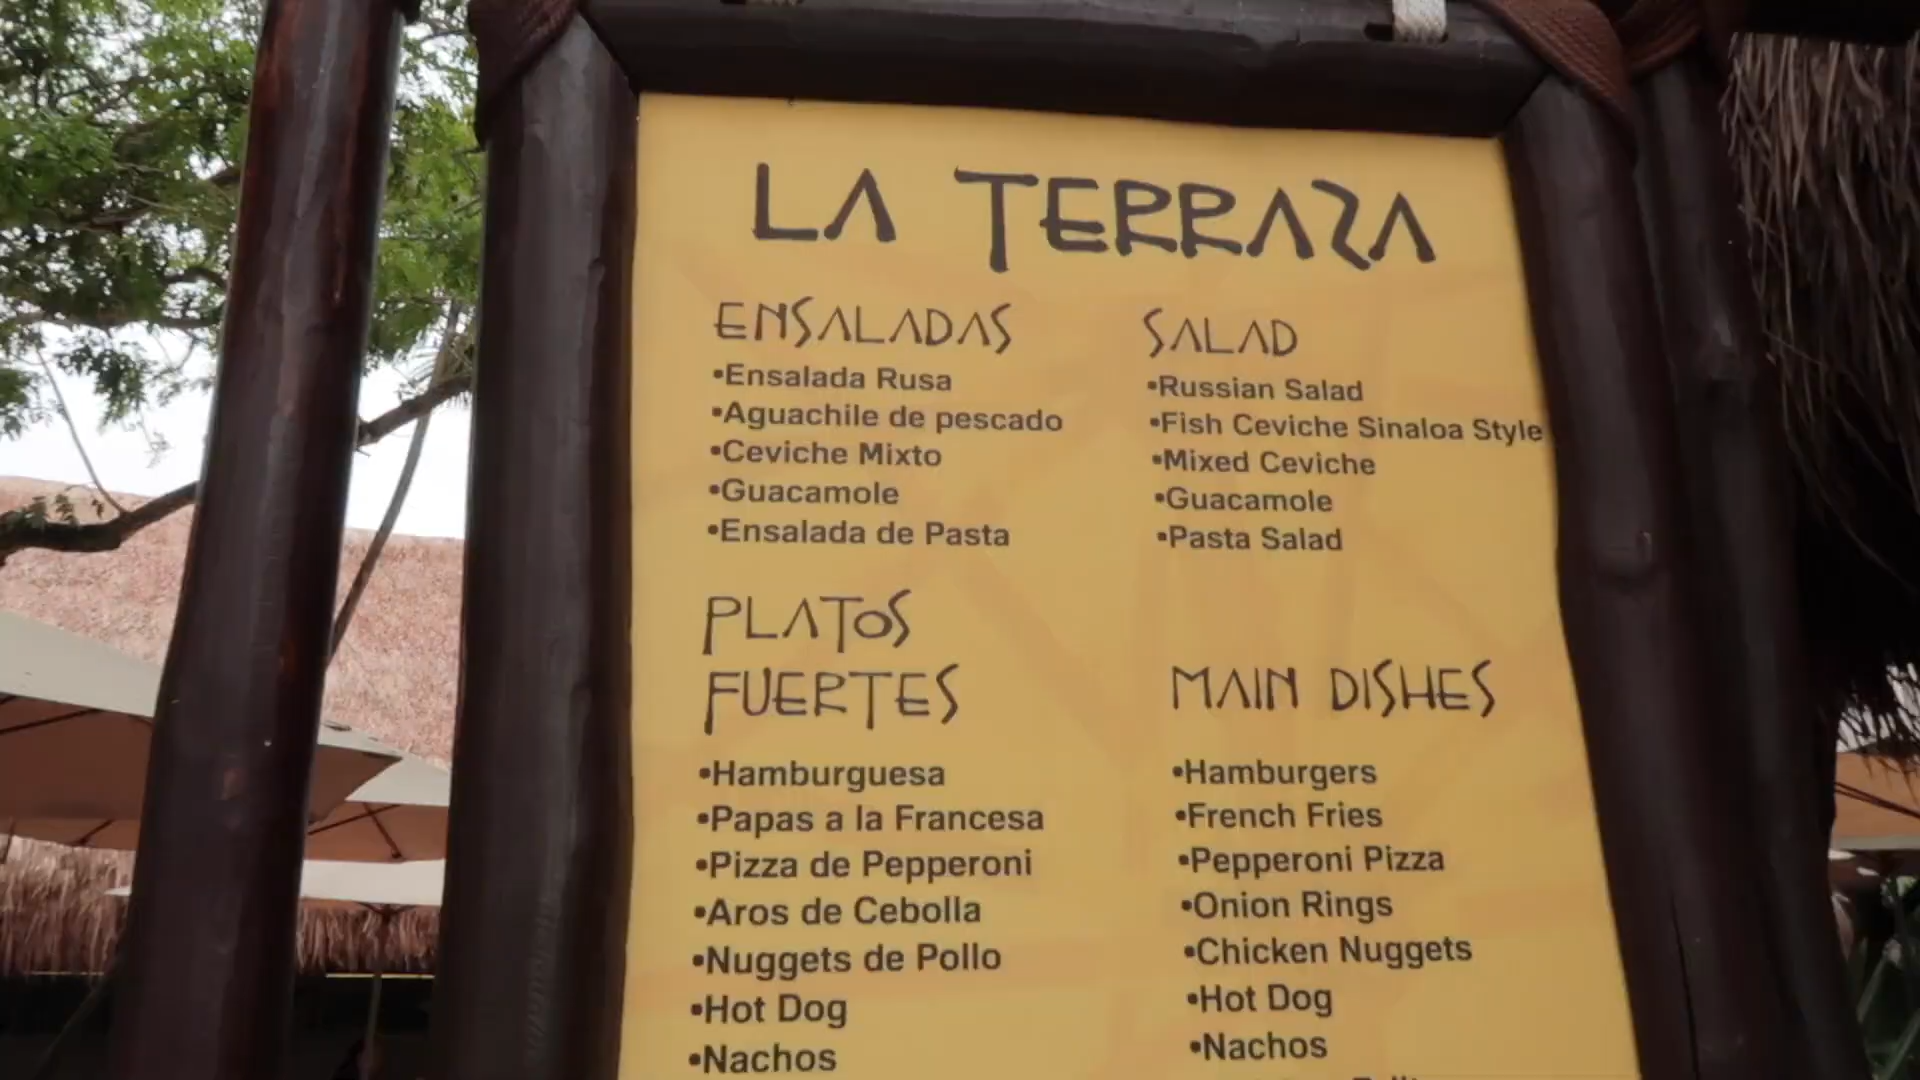 LA TERRAZA
ENSALADAS
•Ensalada Rusa
•Aguachile de pescado
•Ceviche Mixto
•Guacamole
•Ensalada de Pasta
SALAD
•Russian Salad
•Fish Ceviche Sinaloa Style
•Mixed Ceviche
•Guacamole
•Pasta Salad
PLATOS
FUERTES
•Hamburguesa
•Papas a la Francesa
•Pizza de Pepperoni
•Aros de Cebolla
•Nuggets de Pollo
•Hot Dog
•Nachos
MAIN DISHES
•Hamburgers
•French Fries
•Pepperoni Pizza
•Onion Rings
•Chicken Nuggets
•Hot Dog
•Nachos